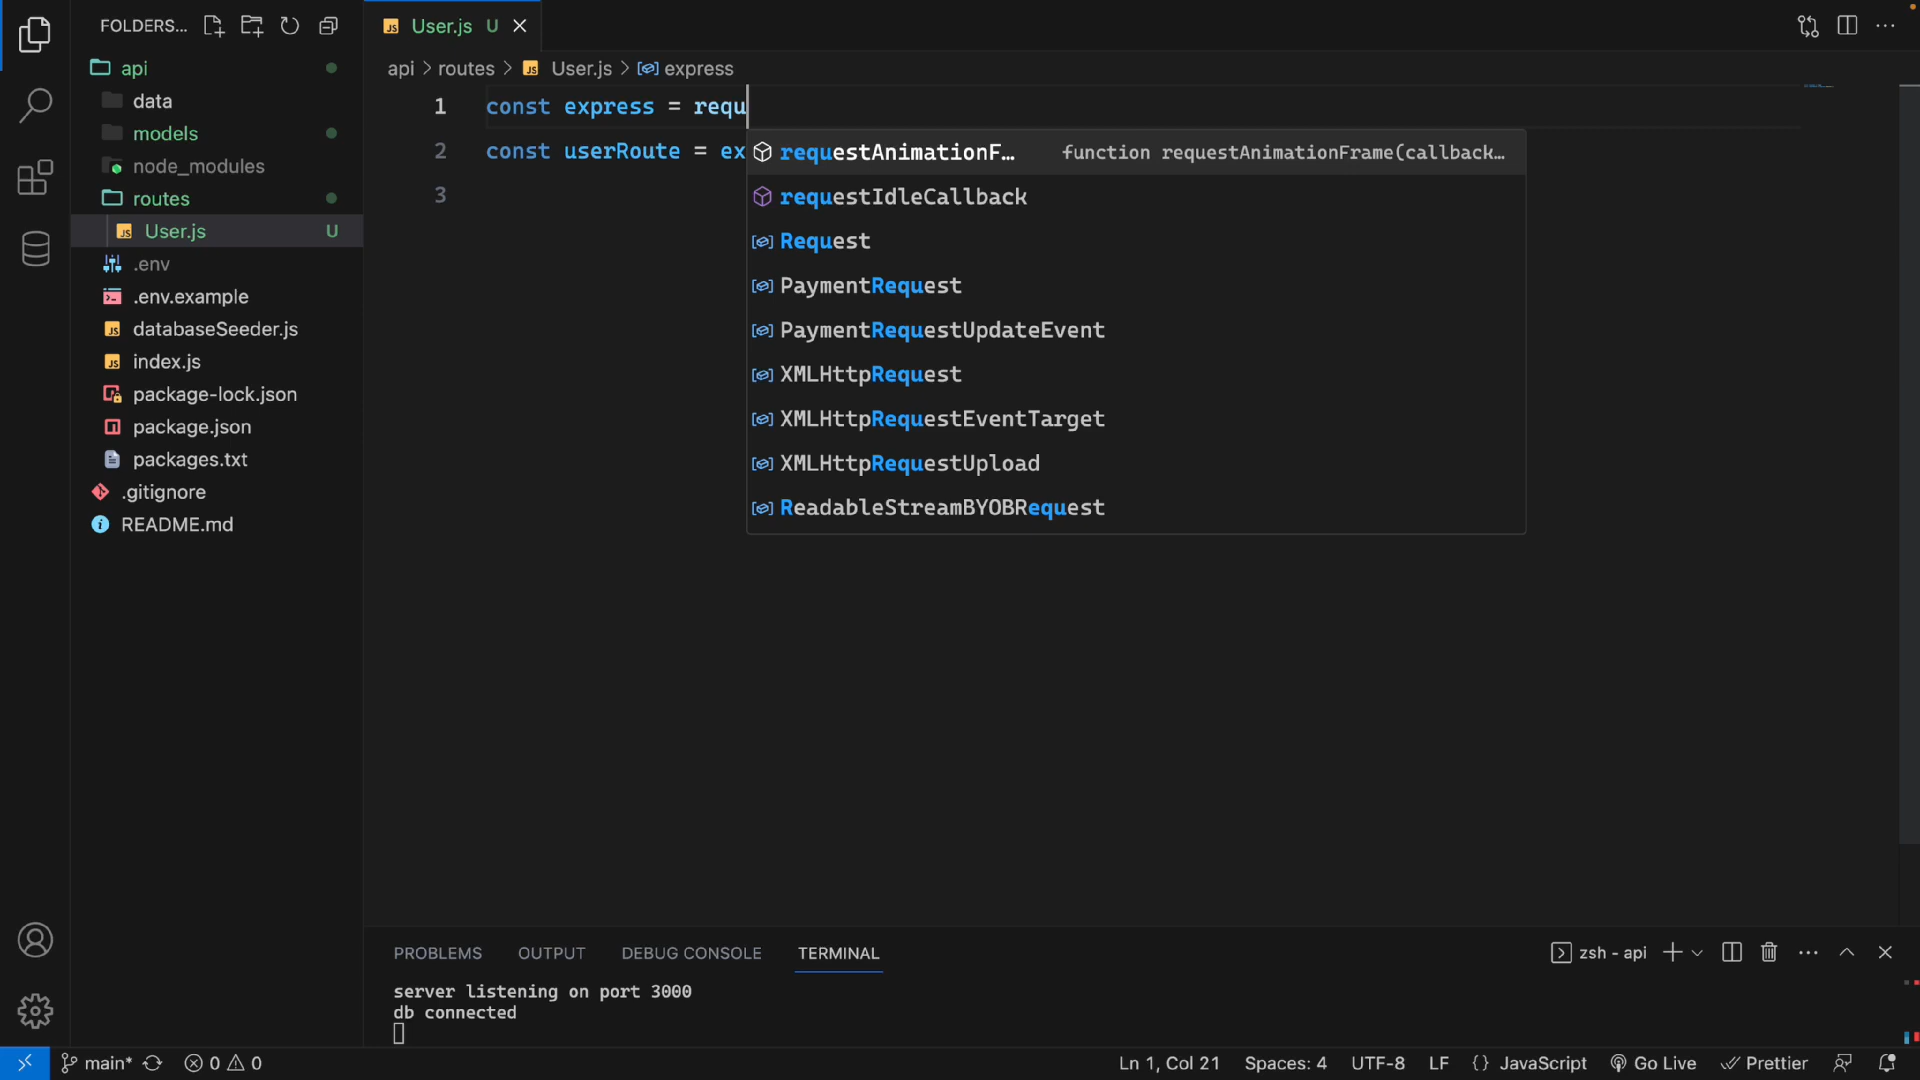 FOLDERS...
api
data
models
node_modules
routes
User.js U
.env
.env.example
databaseSeeder.js
index.js
package-lock.json
package.json
packages.txt
.gitignore
README.md
User.js U
api > routes > User.js > express
1 const express = requ
2 const userRoute = ex
3
requestAnimationF… function requestAnimationFrame(callback…
requestIdleCallback
Request
PaymentRequest
PaymentRequestUpdateEvent
XMLHttpRequest
XMLHttpRequestEventTarget
XMLHttpRequestUpload
ReadableStreamBYOBRequest
PROBLEMS OUTPUT DEBUG CONSOLE TERMINAL zsh - api
server listening on port 3000
db connected
main* 0 0 Ln 1, Col 21 Spaces: 4 UTF-8 LF {} JavaScript Go Live Prettier